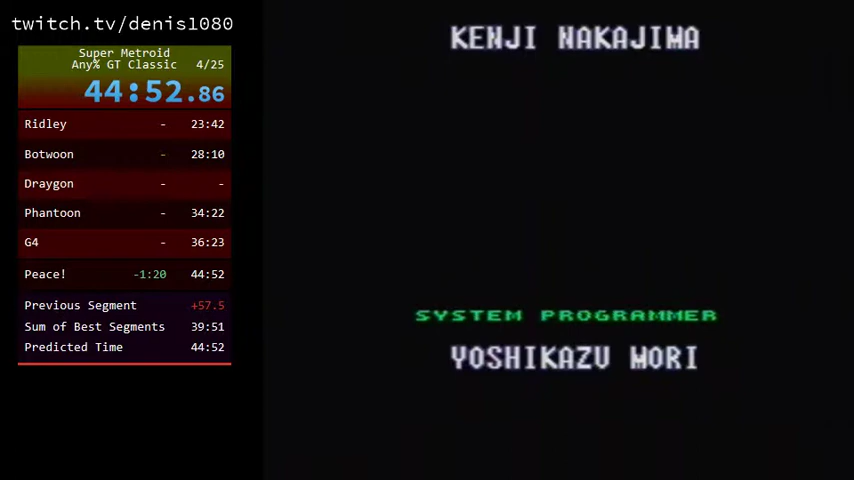 twitch.tv/denis1080
Super Metroid
Any% GT Classic 4/25
44:52.86
Ridley - 23:42
Botwoon - 28:10
Draygon - -
Phantoon - 34:22
G4 - 36:23
Peace! -1:20 44:52
Previous Segment +57.5
Sum of Best Segments 39:51
Predicted Time 44:52
KENJI NAKAJIMA
SYSTEM PROGRAMMER
YOSHIKAZU MORI